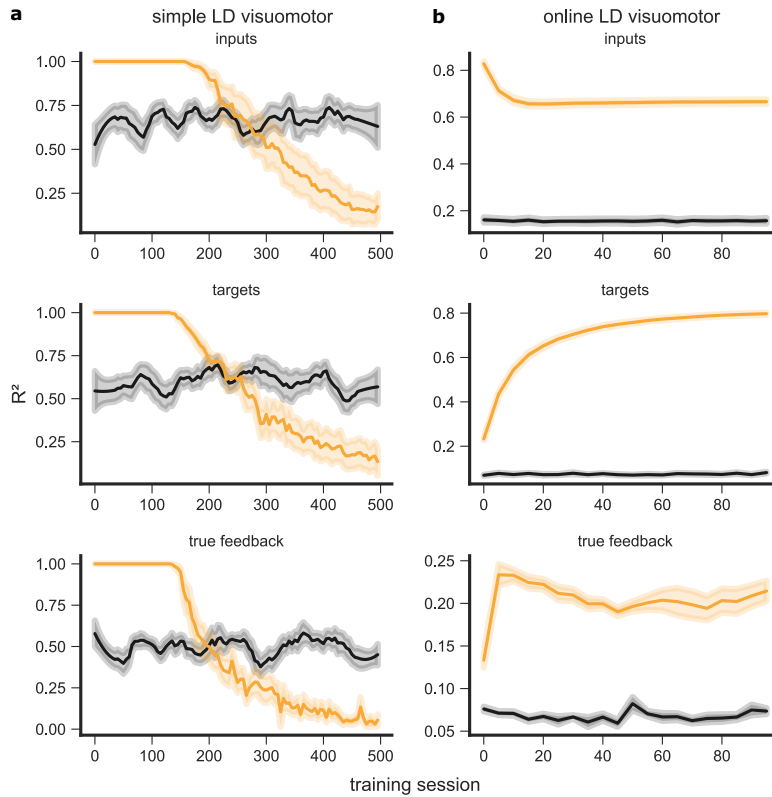 a
simple LD visuomotor
inputs
1.00
0.75
0.50
0.25
0 100 200 300 400 500
targets
1.00
0.75
0.50
0.25
0 100 200 300 400 500
true feedback
1.00
0.75
0.50
0.25
0.00
0 100 200 300 400 500
R²
b
online LD visuomotor
inputs
0.8
0.6
0.4
0.2
0 20 40 60 80
targets
0.8
0.6
0.4
0.2
0 20 40 60 80
true feedback
0.25
0.20
0.15
0.10
0.05
0 20 40 60 80
training session